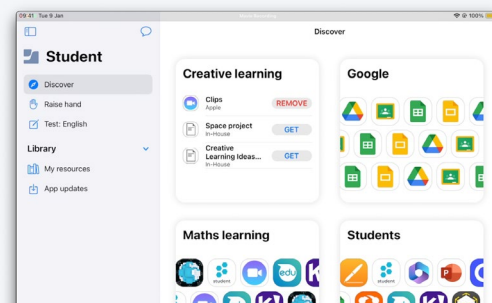 09 41 Tue 9 Jan
100%
Discover
Student
Discover
Raise hand
Test: English
Library
My resources
App updates
Creative learning
Clips
Apple
REMOVE
Space project
In-House
GET
Creative
Learning Ideas...
In-House
GET
Google
Maths learning
student
edu
K
Students
student
P